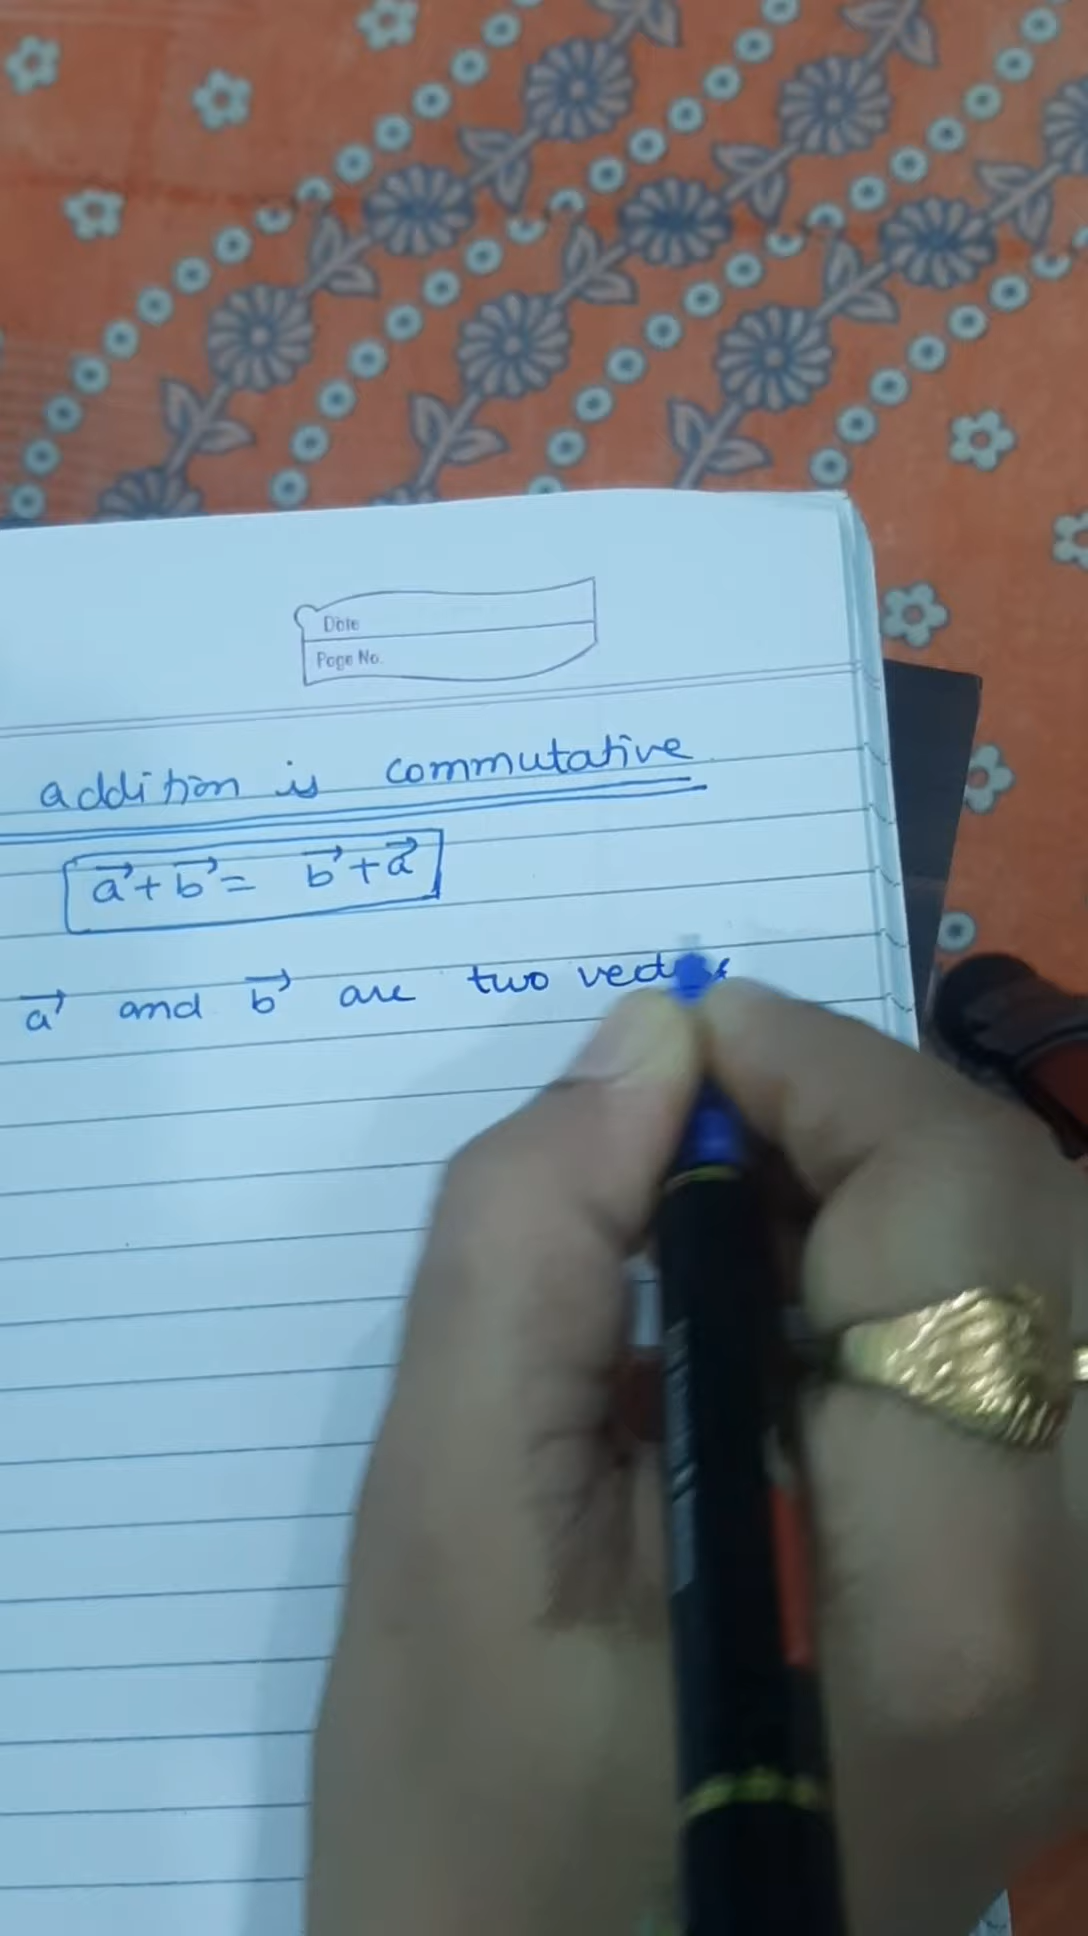 Date
Page No.
addition is commutative
a⃗ + b⃗ = b⃗ + a⃗
a⃗ and b⃗ are two